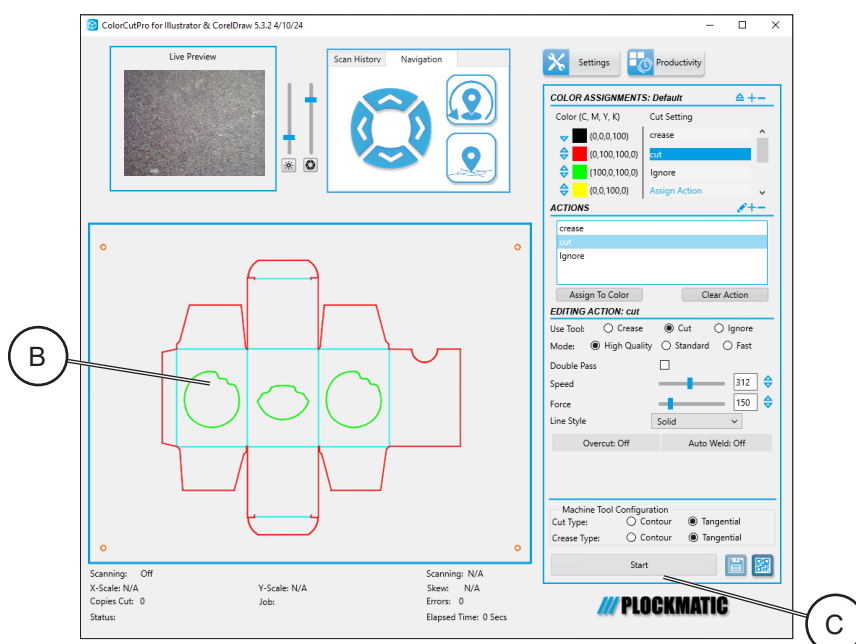 ColorCutPro for Illustrator & CorelDraw 5.3.2 4/10/24
Live Preview
Scan History Navigation
Settings Productivity
COLOR ASSIGNMENTS: Default
Color (C, M, Y, K) Cut Setting
(0,0,0,100) crease
(0,100,100,0) cut
(100,0,100,0) Ignore
(0,0,100,0) Assign Action
ACTIONS
crease
cut
Ignore
Assign To Color Clear Action
EDITING ACTION: cut
Use Tool: Crease Cut Ignore
Mode: High Quality Standard Fast
Double Pass
Speed 312
Force 150
Line Style Solid
Overcut: Off Auto Weld: Off
Machine Tool Configuration
Cut Type: Contour Tangential
Crease Type: Contour Tangential
Start
B
Scanning: Off Scanning: N/A
X-Scale: N/A Y-Scale: N/A Skew: N/A
Copies Cut: 0 Job: Errors: 0
Status: Elapsed Time: 0 Secs
PLOCKMATIC
C